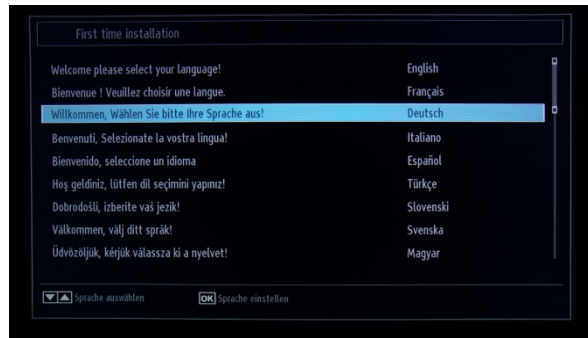 First time installation
Welcome please select your language! English
Bienvenue ! Veuillez choisir une langue. Français
Willkommen, Wählen Sie bitte Ihre Sprache aus! Deutsch
Benvenuti, Selezionate la vostra lingua! Italiano
Bienvenido, seleccione un idioma Español
Hoş geldiniz, lütfen dil seçimini yapınız! Türkçe
Dobrodošli, izberite vaš jezik! Slovenski
Välkommen, välj ditt språk! Svenska
Üdvözöljük, kérjük válassza ki a nyelvet! Magyar
Sprache auswählen OK Sprache einstellen